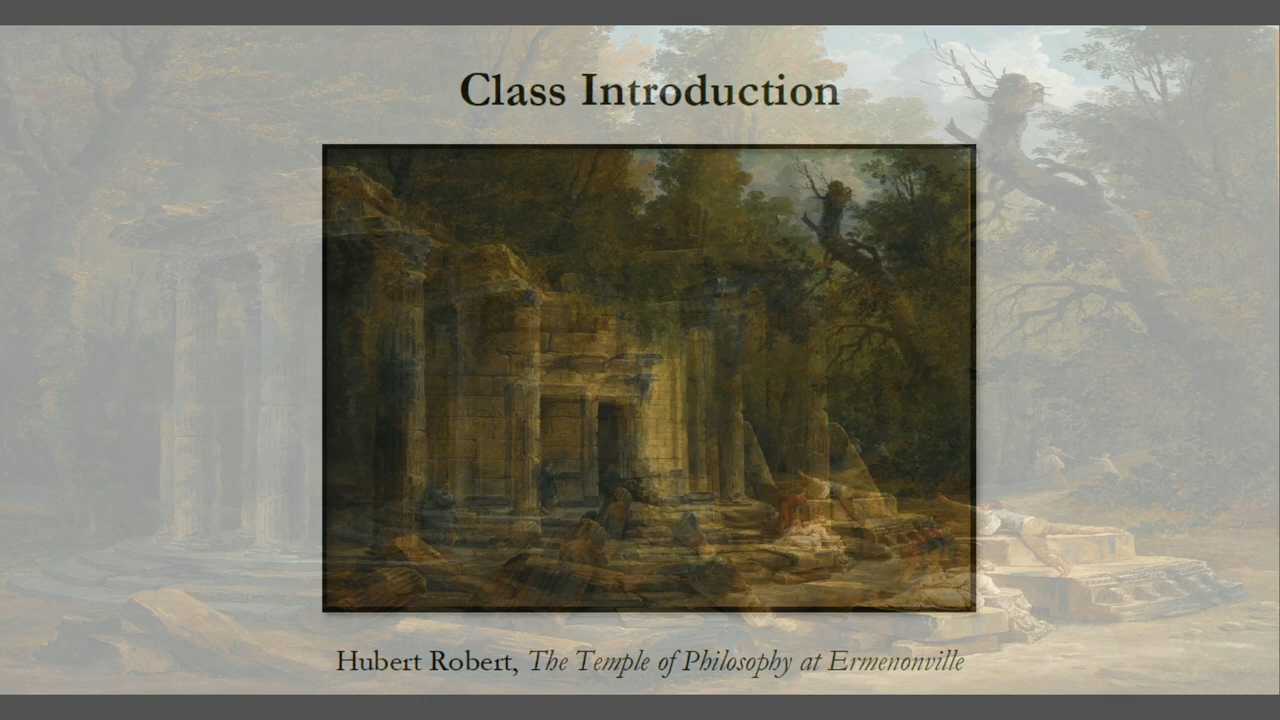 Class Introduction
Hubert Robert, The Temple of Philosophy at Ermenonville